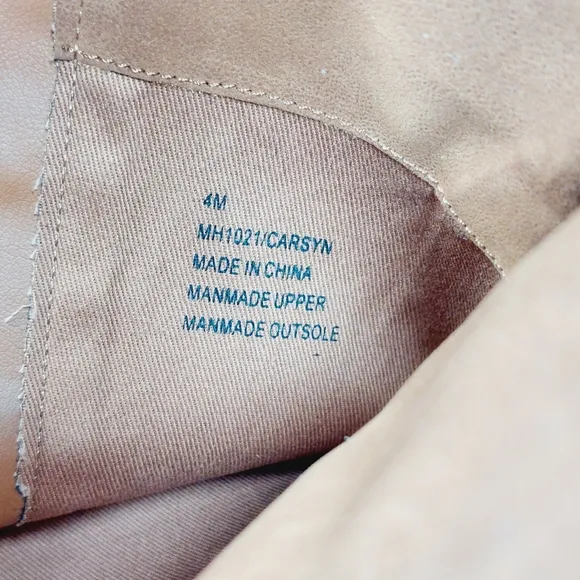 4M
MH1021/CARSYN
MADE IN CHINA
MANMADE UPPER
MANMADE OUTSOLE